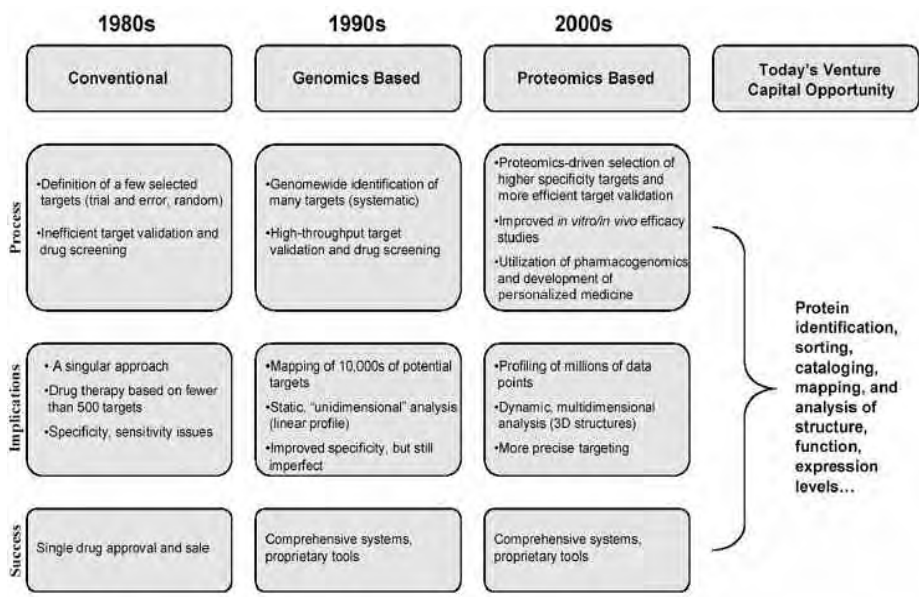 1980s
1990s
2000s
Conventional
Genomics Based
Proteomics Based
Today's Venture
Capital Opportunity
Process
•Definition of a few selected
targets (trial and error, random)
•Inefficient target validation and
drug screening
•Genomewide identification of
many targets (systematic)
•High-throughput target
validation and drug screening
•Proteomics-driven selection of
higher specificity targets and
more efficient target validation
•Improved in vitro/in vivo efficacy
studies
•Utilization of pharmacogenomics
and development of
personalized medicine
Implications
• A singular approach
•Drug therapy based on fewer
than 500 targets
•Specificity, sensitivity issues
•Mapping of 10,000s of potential
targets
•Static, "unidimensional" analysis
(linear profile)
•Improved specificity, but still
imperfect
•Profiling of millions of data
points
•Dynamic, multidimensional
analysis (3D structures)
•More precise targeting
Success
Single drug approval and sale
Comprehensive systems,
proprietary tools
Comprehensive systems,
proprietary tools
Protein
identification,
sorting,
cataloging,
mapping, and
analysis of
structure,
function,
expression
levels...